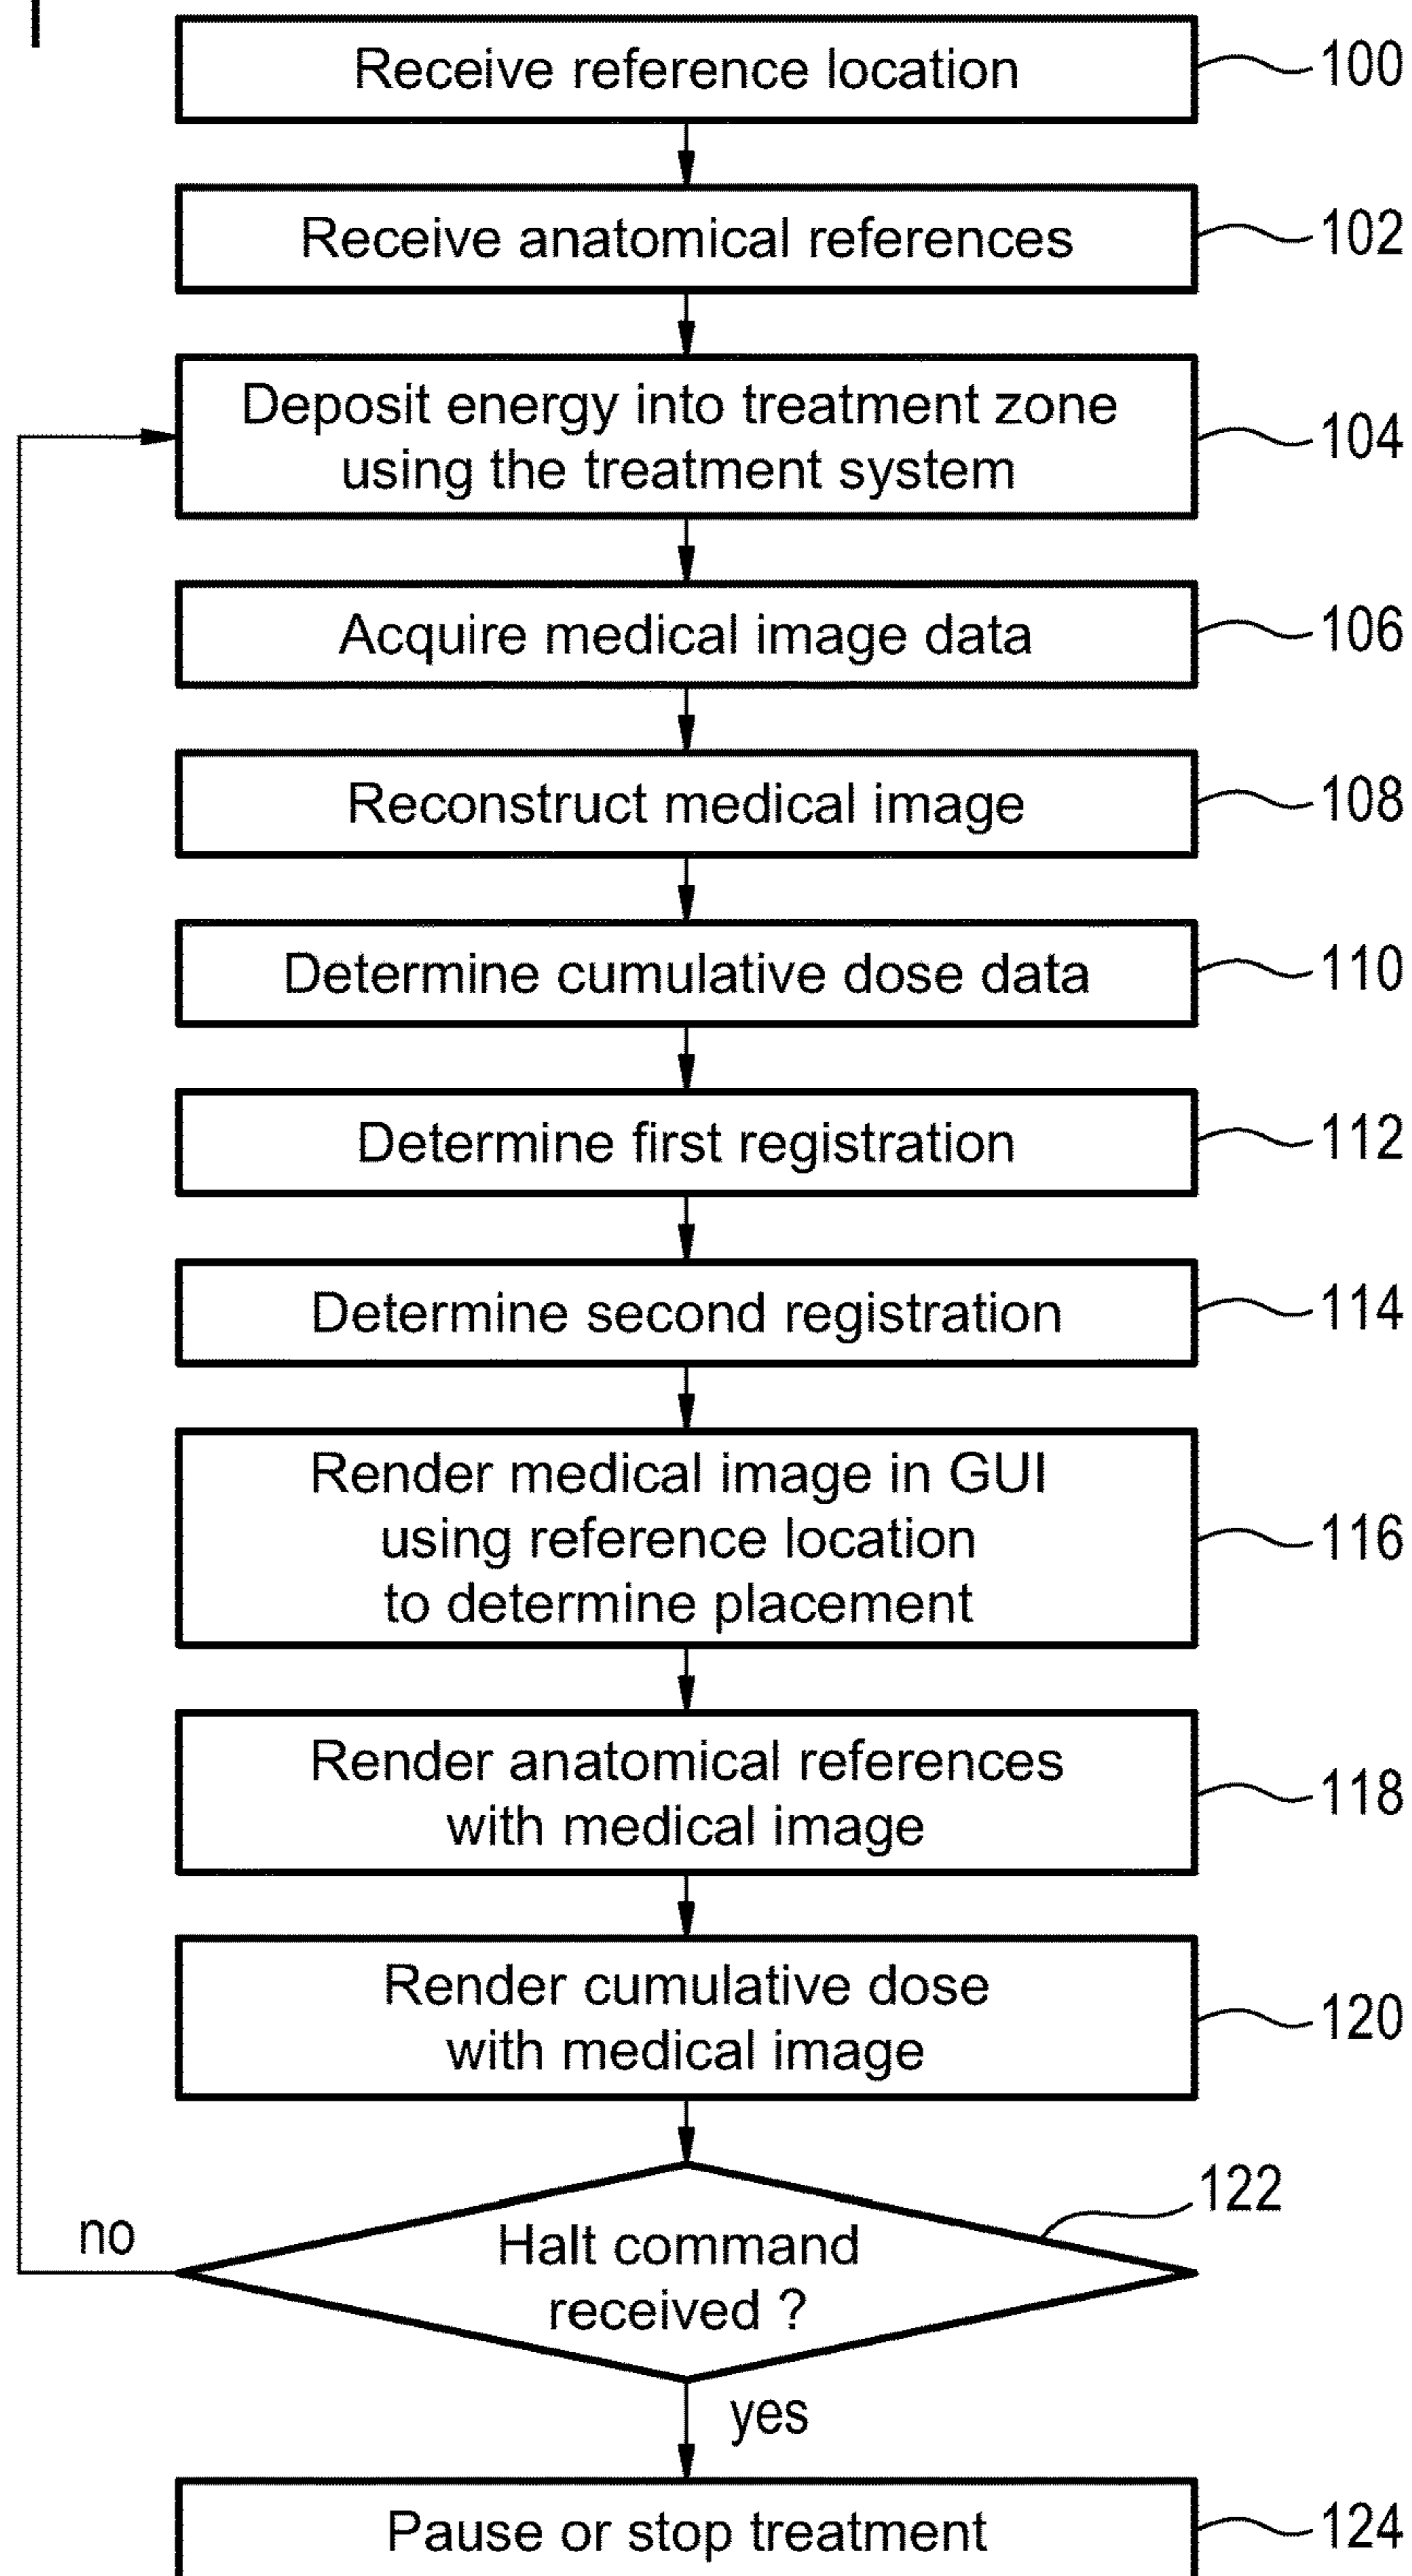 Receive reference location
100
Receive anatomical references
102
Deposit energy into treatment zone
using the treatment system
104
Acquire medical image data
106
Reconstruct medical image
108
Determine cumulative dose data
110
Determine first registration
112
Determine second registration
114
Render medical image in GUI
using reference location
to determine placement
116
Render anatomical references
with medical image
118
Render cumulative dose
with medical image
120
122
no
Halt command
received ?
yes
Pause or stop treatment
124